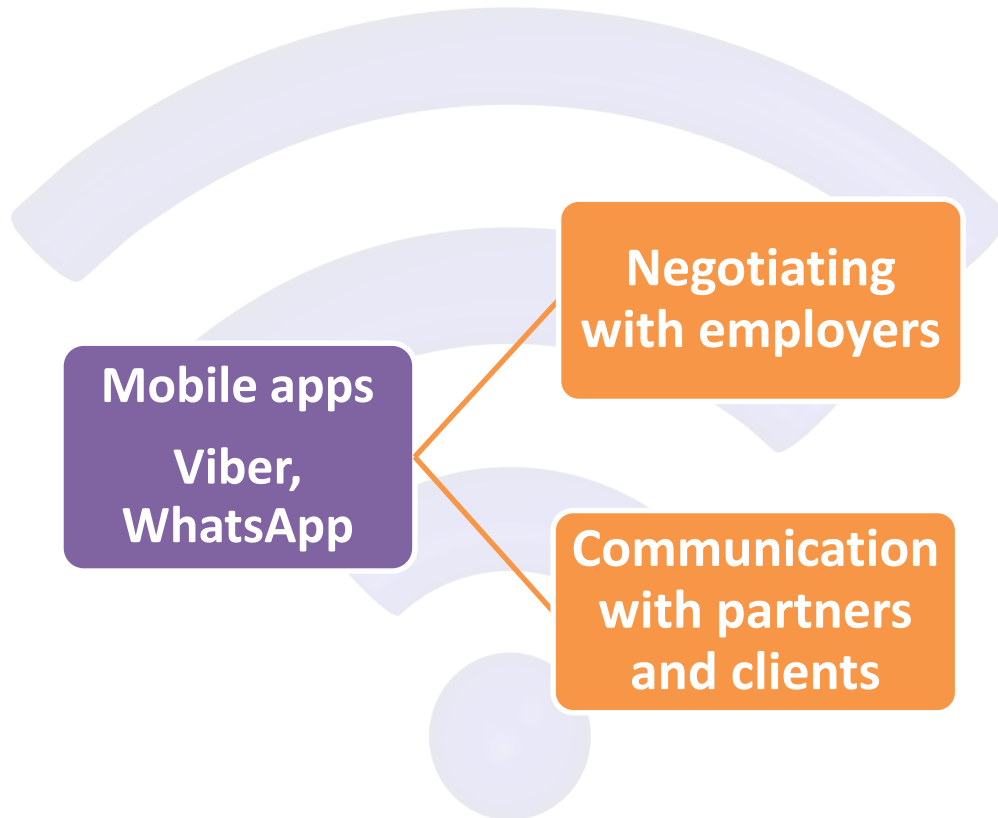 Mobile apps
Viber,
WhatsApp
Negotiating
with employers
Communication
with partners
and clients